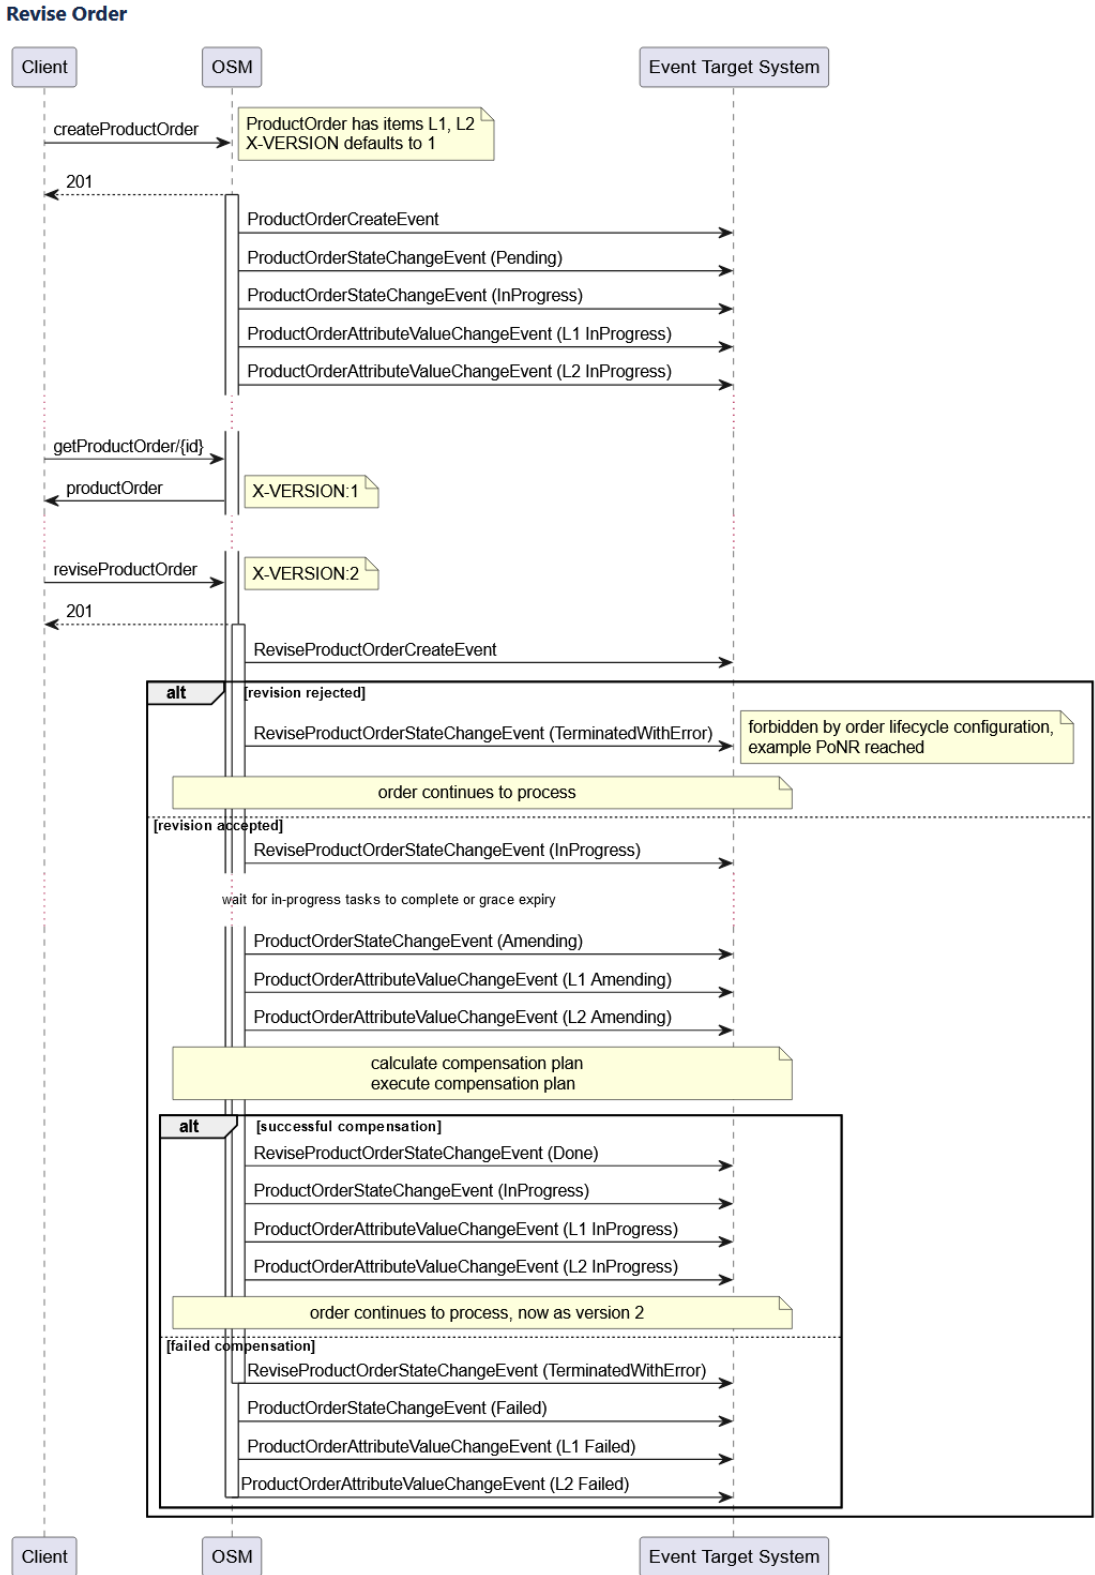 Revise Order
Client
OSM
Event Target System
createProductOrder
ProductOrder has items L1, L2
X-VERSION defaults to 1
201
ProductOrderCreateEvent
ProductOrderStateChangeEvent (Pending)
ProductOrderStateChangeEvent (InProgress)
ProductOrderAttributeValueChangeEvent (L1 InProgress)
ProductOrderAttributeValueChangeEvent (L2 InProgress)
getProductOrder/{id}
productOrder
X-VERSION:1
reviseProductOrder
X-VERSION:2
201
ReviseProductOrderCreateEvent
alt
[revision rejected]
ReviseProductOrderStateChangeEvent (TerminatedWithError)
forbidden by order lifecycle configuration,
example PoNR reached
order continues to process
[revision accepted]
ReviseProductOrderStateChangeEvent (InProgress)
wait for in-progress tasks to complete or grace expiry
ProductOrderStateChangeEvent (Amending)
ProductOrderAttributeValueChangeEvent (L1 Amending)
ProductOrderAttributeValueChangeEvent (L2 Amending)
calculate compensation plan
execute compensation plan
alt
[successful compensation]
ReviseProductOrderStateChangeEvent (Done)
ProductOrderStateChangeEvent (InProgress)
ProductOrderAttributeValueChangeEvent (L1 InProgress)
ProductOrderAttributeValueChangeEvent (L2 InProgress)
order continues to process, now as version 2
[failed compensation]
ReviseProductOrderStateChangeEvent (TerminatedWithError)
ProductOrderStateChangeEvent (Failed)
ProductOrderAttributeValueChangeEvent (L1 Failed)
ProductOrderAttributeValueChangeEvent (L2 Failed)
Client
OSM
Event Target System